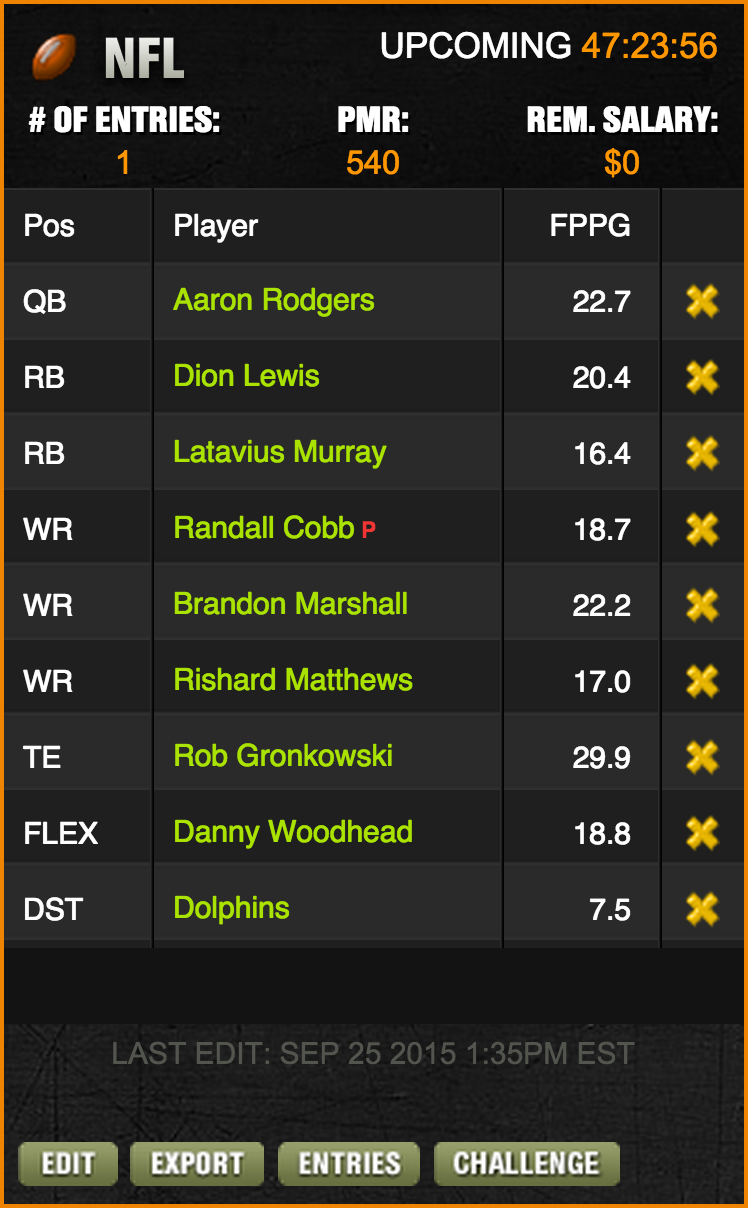 NFL UPCOMING 47:23:56
# OF ENTRIES: PMR: REM. SALARY:
1 540 $0
Pos Player FPPG
QB Aaron Rodgers 22.7
RB Dion Lewis 20.4
RB Latavius Murray 16.4
WR Randall Cobb P 18.7
WR Brandon Marshall 22.2
WR Rishard Matthews 17.0
TE Rob Gronkowski 29.9
FLEX Danny Woodhead 18.8
DST Dolphins 7.5
LAST EDIT: SEP 25 2015 1:35PM EST
EDIT EXPORT ENTRIES CHALLENGE